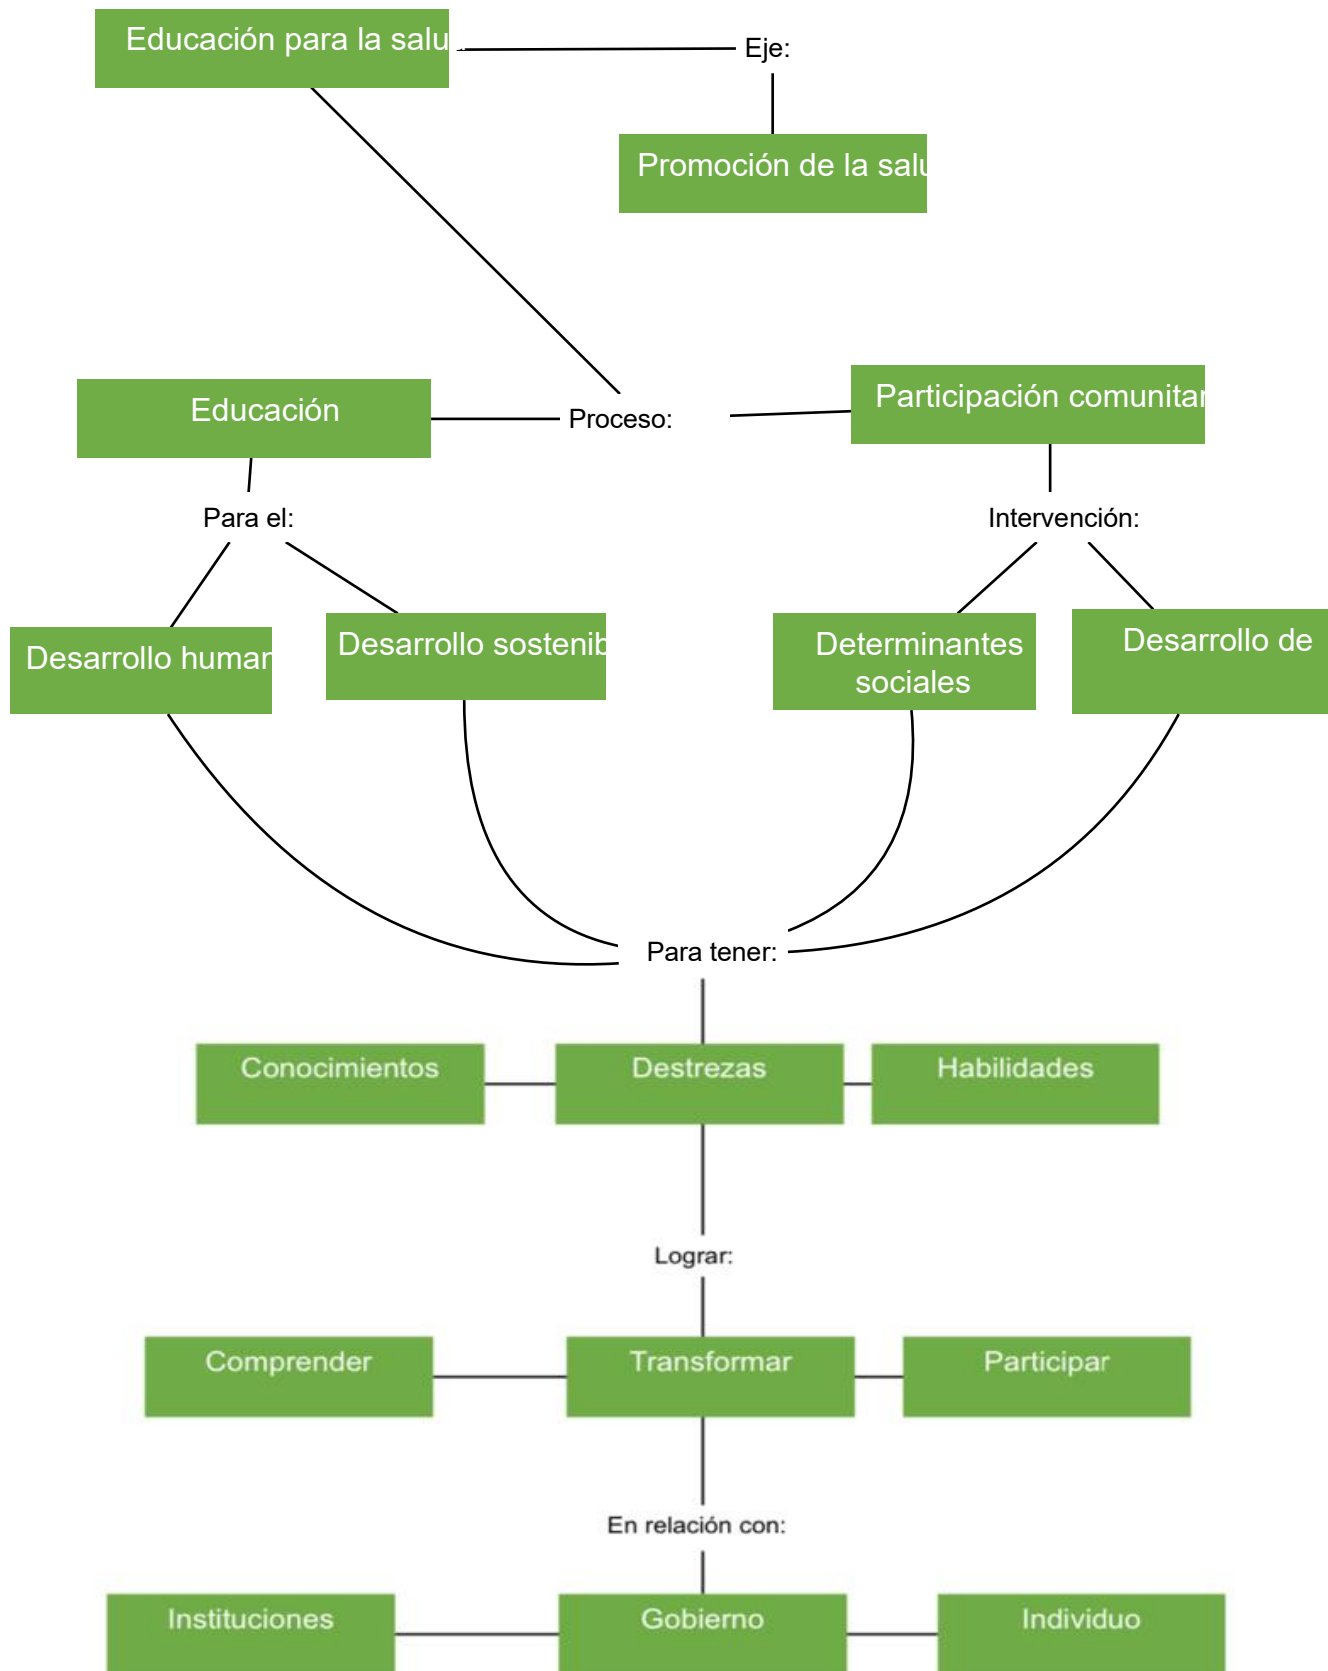 Educación para la salu
Eje:
Promoción de la salu
Educación
Proceso:
Participación comunitar
Para el:
Intervención:
Desarrollo human
Desarrollo sostenib
Determinantes
sociales
Desarrollo de
Para tener:
Conocimientos
Destrezas
Habilidades
Lograr:
Comprender
Transformar
Participar
En relación con:
Instituciones
Gobierno
Individuo